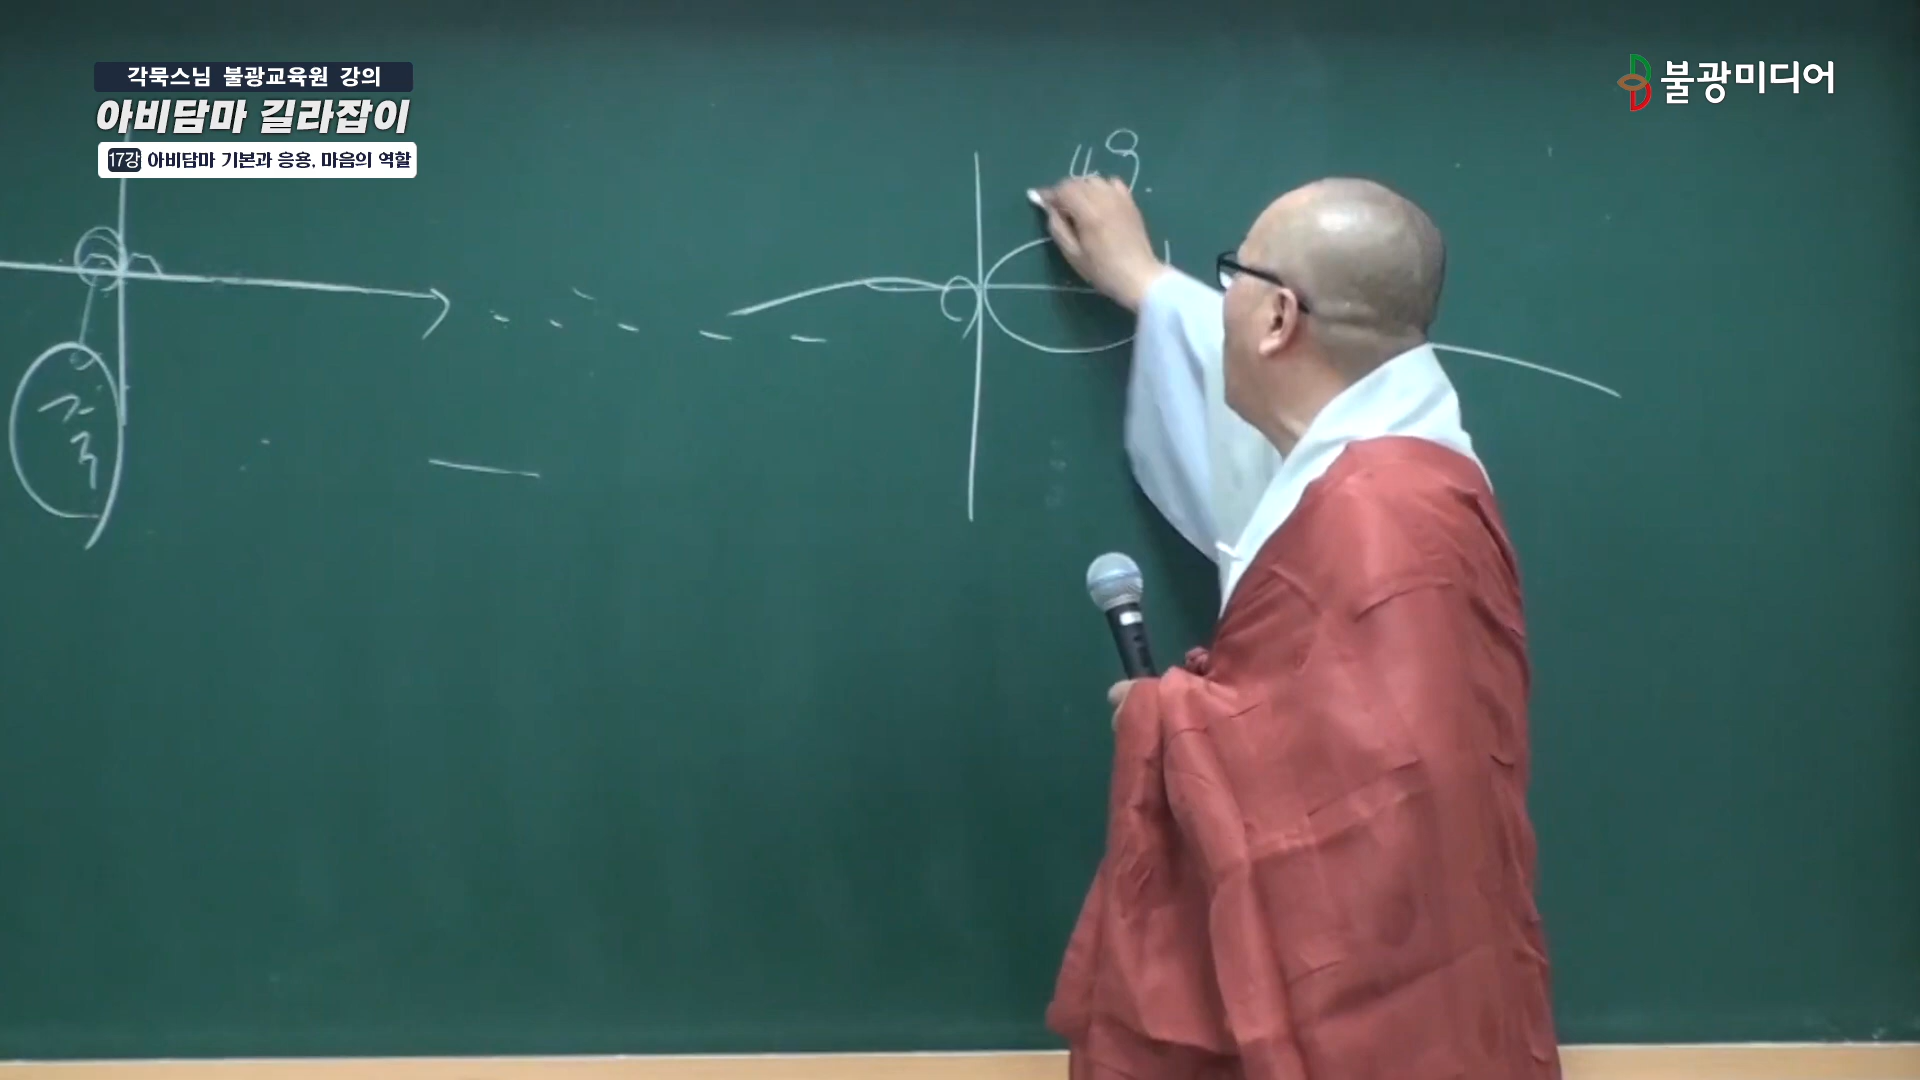 각묵스님 불광교육원 강의
아비담마 길라잡이
17강 아비담마 기본과 응용, 마음의 역할
불광미디어
49.